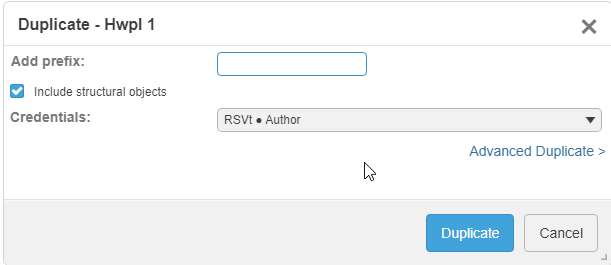 Duplicate - Hwpl 1
Add prefix:
Include structural objects
Credentials:
RSVt ● Author
Advanced Duplicate >
Duplicate
Cancel